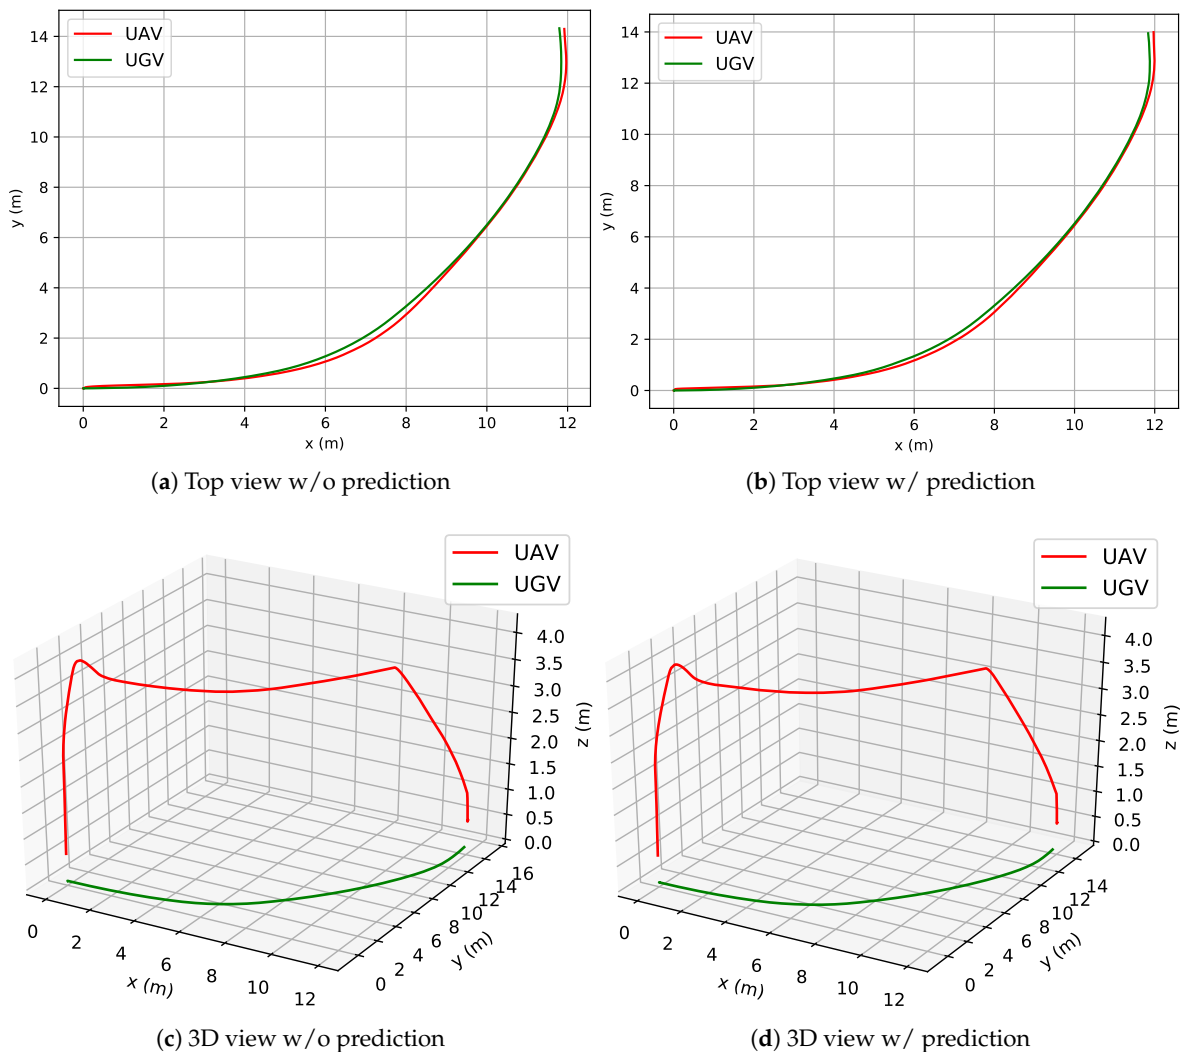 UAV
UGV
14
12
10
8
6
4
2
0
y (m)
0 2 4 6 8 10 12
x (m)
(a) Top view w/o prediction
UAV
UGV
14
12
10
8
6
4
2
0
y (m)
0 2 4 6 8 10 12
x (m)
(b) Top view w/ prediction
UAV
UGV
4.0
3.5
3.0
2.5
2.0
1.5
1.0
0.5
0.0
z (m)
0 2 4 6 8 10 12
x (m)
0 2 4 6 8 10 12 14 16
y (m)
(c) 3D view w/o prediction
UAV
UGV
4.0
3.5
3.0
2.5
2.0
1.5
1.0
0.5
0.0
z (m)
0 2 4 6 8 10 12
x (m)
0 2 4 6 8 10 12 14
y (m)
(d) 3D view w/ prediction